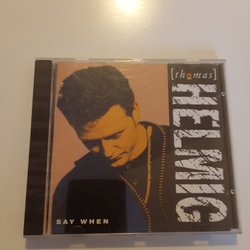 [thomas]
HELMIG
SAY WHEN